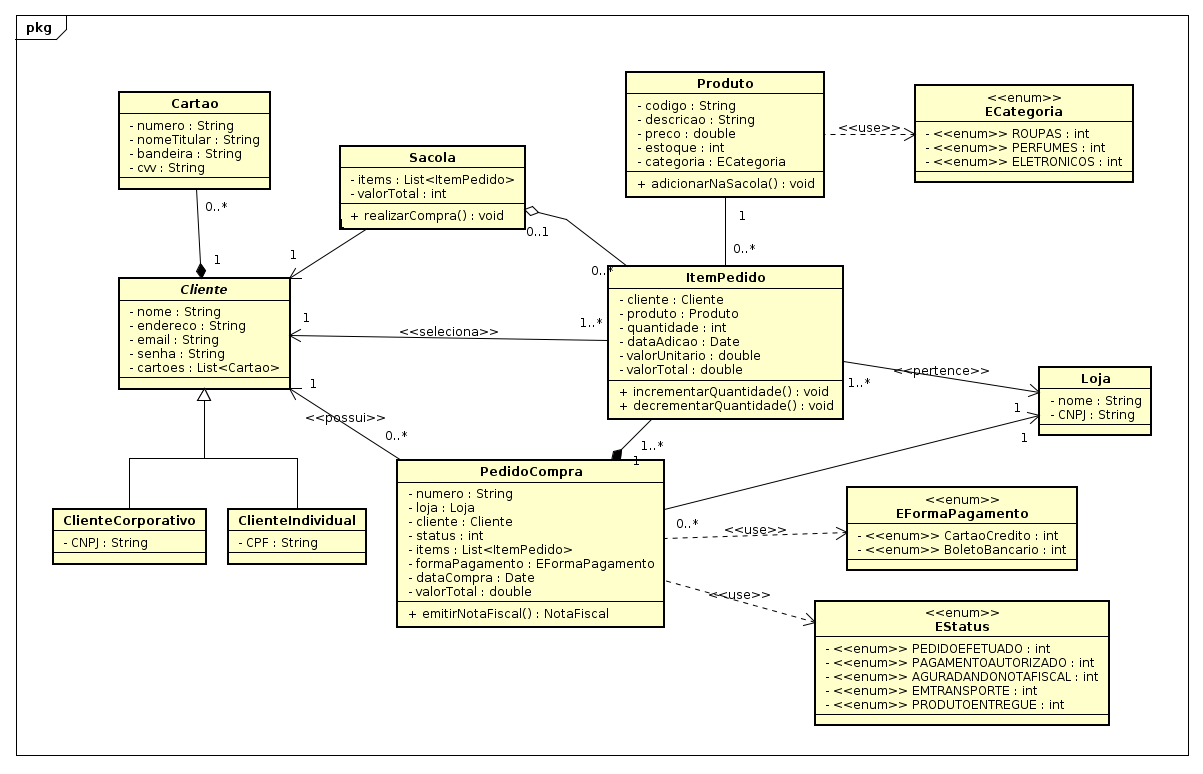 pkg
Cartao
- numero : String
- nomeTitular : String
- bandeira : String
- cvv : String
0..*
1
Sacola
- items : List<ItemPedido>
- valorTotal : int
+ realizarCompra() : void
1
1
0..1
0..*
Produto
- codigo : String
- descricao : String
- preco : double
- estoque : int
- categoria : ECategoria
+ adicionarNaSacola() : void
<<use>>
<<enum>>
ECategoria
- <<enum>> ROUPAS : int
- <<enum>> PERFUMES : int
- <<enum>> ELETRONICOS : int
1
0..*
Cliente
- nome : String
- endereco : String
- email : String
- senha : String
- cartoes : List<Cartao>
1
<<seleciona>>
1..*
ItemPedido
- cliente : Cliente
- produto : Produto
- quantidade : int
- dataAdicao : Date
- valorUnitario : double
- valorTotal : double
+ incrementarQuantidade() : void
+ decrementarQuantidade() : void
<<pertence>>
1..*
1
Loja
- nome : String
- CNPJ : String
1
1
<<possui>>
0..*
1..*
1
ClienteCorporativo
- CNPJ : String
ClienteIndividual
- CPF : String
PedidoCompra
- numero : String
- loja : Loja
- cliente : Cliente
- status : int
- items : List<ItemPedido>
- formaPagamento : EFormaPagamento
- dataCompra : Date
- valorTotal : double
+ emitirNotaFiscal() : NotaFiscal
0..*
<<use>>
<<enum>>
EFormaPagamento
- <<enum>> CartaoCredito : int
- <<enum>> BoletoBancario : int
<<use>>
<<enum>>
EStatus
- <<enum>> PEDIDOEFETUADO : int
- <<enum>> PAGAMENTOAUTORIZADO : int
- <<enum>> AGURADANDONOTAFISCAL : int
- <<enum>> EMTRANSPORTE : int
- <<enum>> PRODUTOENTREGUE : int